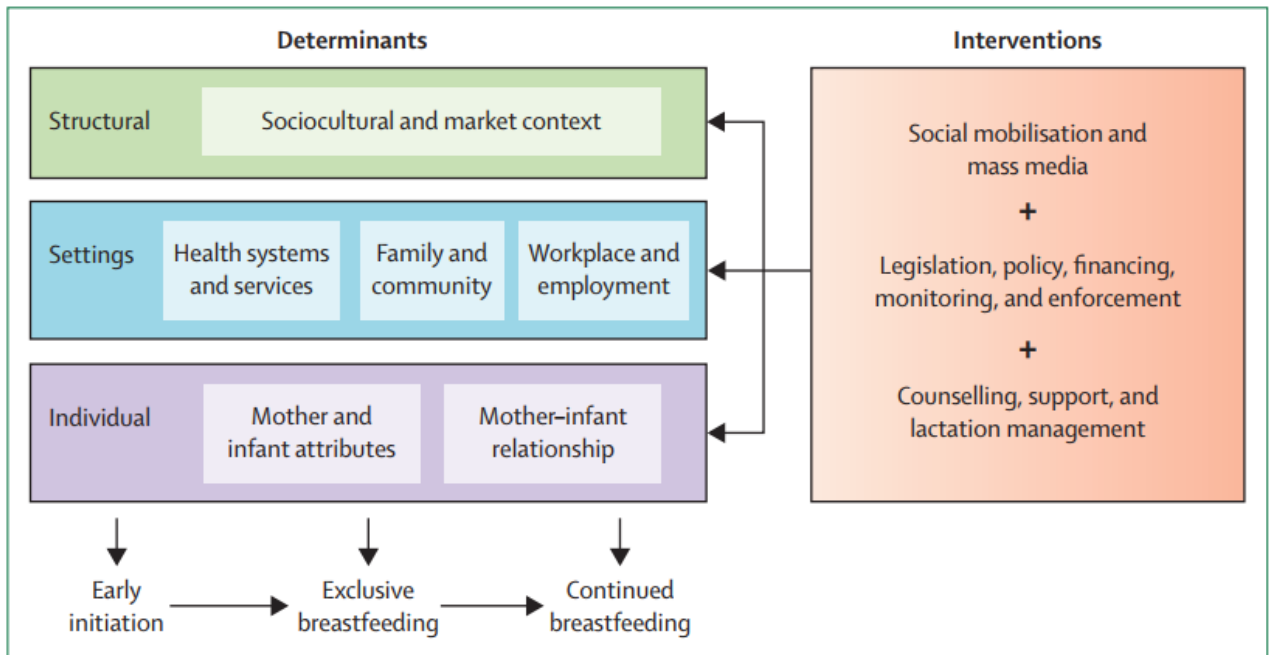 Determinants
Interventions
Structural
Sociocultural and market context
Settings
Health systems
and services
Family and
community
Workplace and
employment
Individual
Mother and
infant attributes
Mother–infant
relationship
Early
initiation
Exclusive
breastfeeding
Continued
breastfeeding
Social mobilisation and
mass media
+
Legislation, policy, financing,
monitoring, and enforcement
+
Counselling, support, and
lactation management